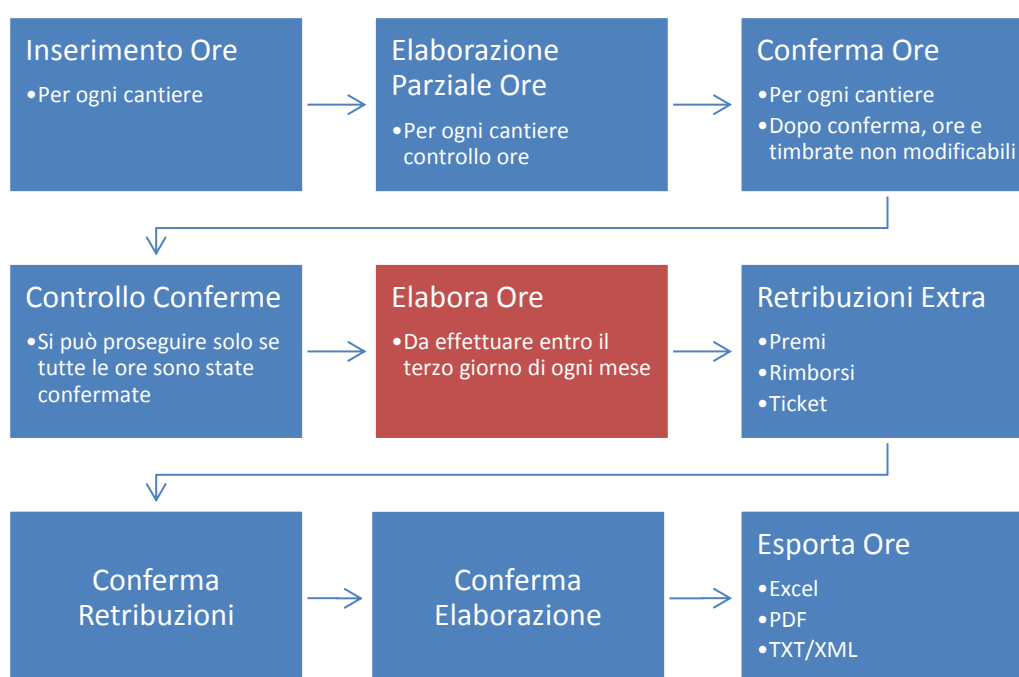 Inserimento Ore
•Per ogni cantiere
Elaborazione
Parziale Ore
•Per ogni cantiere
controllo ore
Conferma Ore
•Per ogni cantiere
•Dopo conferma, ore e
timbrate non modificabili
Controllo Conferme
•Si può proseguire solo se
tutte le ore sono state
confermate
Elabora Ore
•Da effettuare entro il
terzo giorno di ogni mese
Retribuzioni Extra
•Premi
•Rimborsi
•Ticket
Conferma
Retribuzioni
Conferma
Elaborazione
Esporta Ore
•Excel
•PDF
•TXT/XML